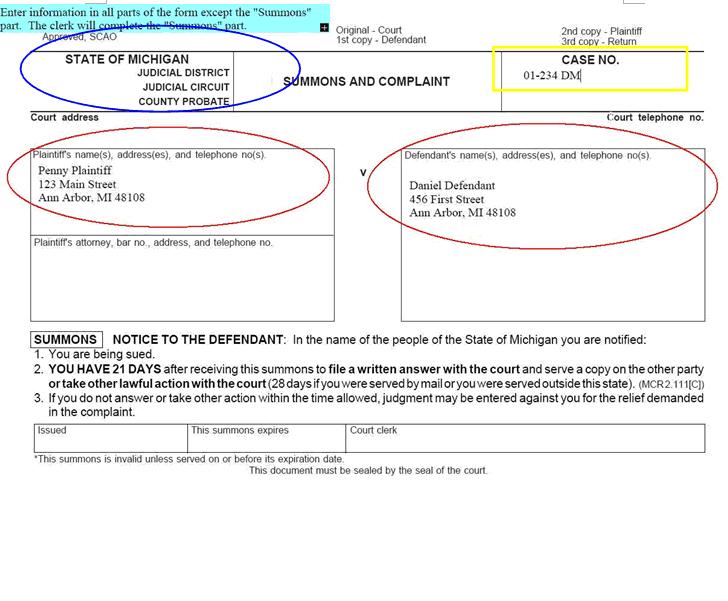 Enter information in all parts of the form except the "Summons"
part. The clerk will complete the "Summons" part.
Approved, SCAO
Original - Court
1st copy - Defendant
2nd copy - Plaintiff
3rd copy - Return
STATE OF MICHIGAN
JUDICIAL DISTRICT
JUDICIAL CIRCUIT
COUNTY PROBATE
SUMMONS AND COMPLAINT
CASE NO.
01-234 DM
Court address
Court telephone no.
Plaintiff's name(s), address(es), and telephone no(s).
Penny Plaintiff
123 Main Street
Ann Arbor, MI 48108
v
Defendant's name(s), address(es), and telephone no(s).
Daniel Defendant
456 First Street
Ann Arbor, MI 48108
Plaintiff's attorney, bar no., address, and telephone no.
SUMMONS NOTICE TO THE DEFENDANT: In the name of the people of the State of Michigan you are notified:
1. You are being sued.
2. YOU HAVE 21 DAYS after receiving this summons to file a written answer with the court and serve a copy on the other party
or take other lawful action with the court (28 days if you were served by mail or you were served outside this state). (MCR2.111[C])
3. If you do not answer or take other action within the time allowed, judgment may be entered against you for the relief demanded
in the complaint.
Issued
This summons expires
Court clerk
*This summons is invalid unless served on or before its expiration date.
This document must be sealed by the seal of the court.